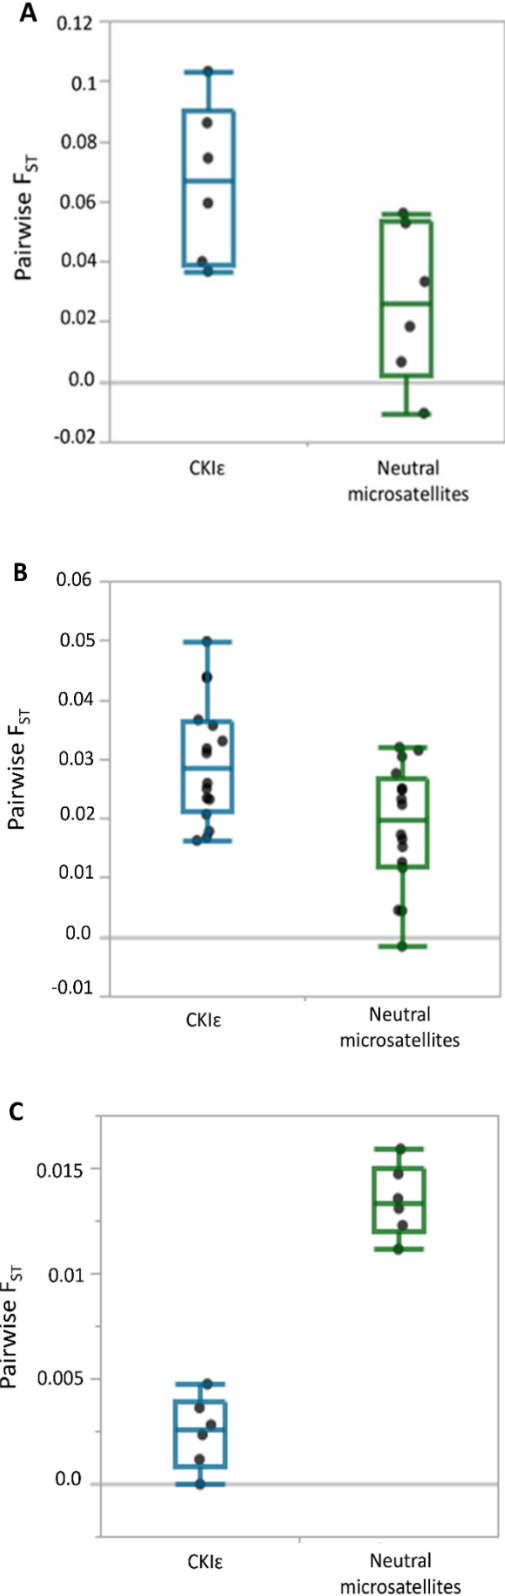 A
0.12
0.1
0.08
0.06
0.04
0.02
0.0
-0.02
Pairwise FST
CKIε
Neutral
microsatellites
B
0.06
0.05
0.04
0.03
0.02
0.01
0.0
-0.01
Pairwise FST
CKIε
Neutral
microsatellites
C
0.015
0.01
0.005
0.0
Pairwise FST
CKIε
Neutral
microsatellites